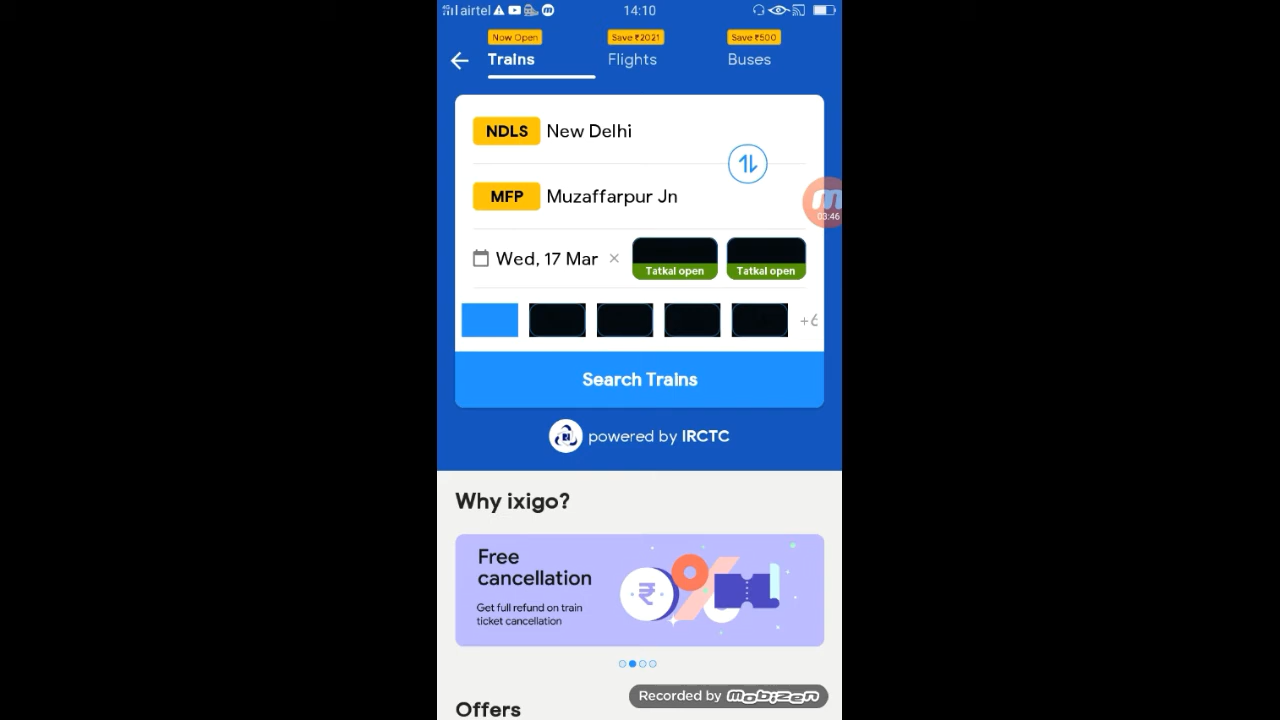 airtel 14:10
Now Open Save ₹2021 Save ₹500
Trains Flights Buses
NDLS New Delhi
MFP Muzaffarpur Jn
03:46
Wed, 17 Mar × Tatkal open Tatkal open
+6
Search Trains
powered by IRCTC
Why ixigo?
Free
cancellation
Get full refund on train
ticket cancellation
Recorded by mobizen
Offers